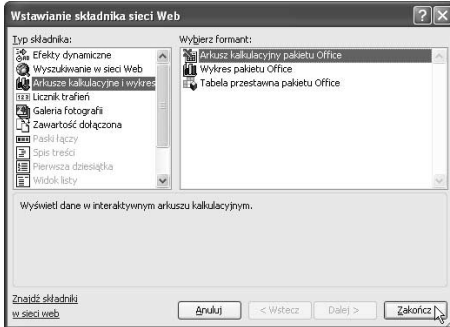 Wstawianie składnika sieci Web
Typ składnika:
Efekty dynamiczne
Wyszukiwanie w sieci Web
Arkusze kalkulacyjne i wykres
Licznik trafień
Galeria fotografii
Zawartość dołączona
Paski łączy
Spis treści
Pierwsza dziesiątka
Widok listy
Wybierz formant:
Arkusz kalkulacyjny pakietu Office
Wykres pakietu Office
Tabela przestawna pakietu Office
Wyświetl dane w interaktywnym arkuszu kalkulacyjnym.
Znajdź składniki
w sieci web
Anuluj
< Wstecz
Dalej >
Zakończ